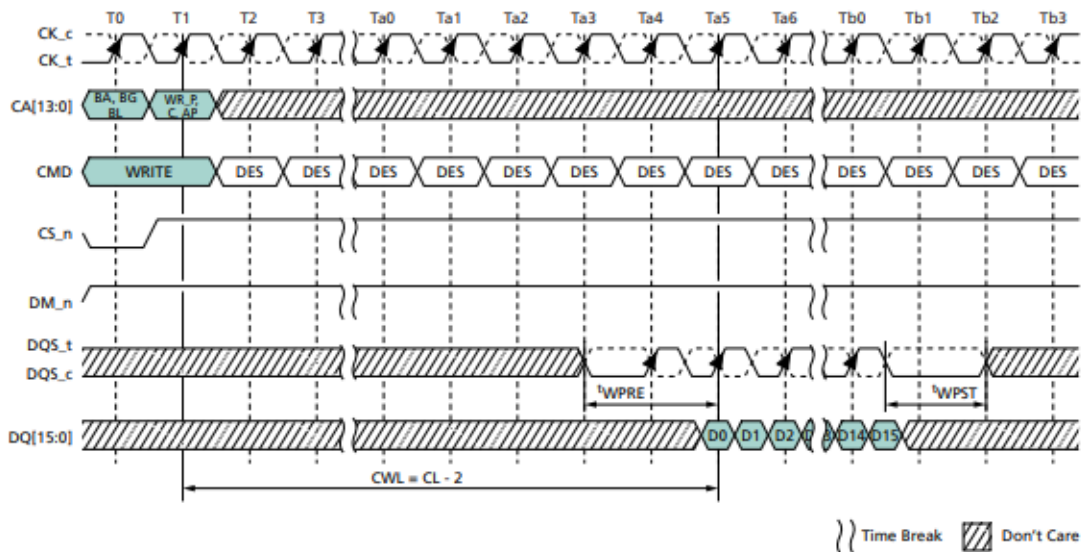 T0 T1 T2 T3 Ta0 Ta1 Ta2 Ta3 Ta4 Ta5 Ta6 Tb0 Tb1 Tb2 Tb3
CK_c
CK_t
CA[13:0] BA, BG WR_P,
BL C, AP
CMD WRITE DES DES DES DES DES DES DES DES DES DES DES DES DES
CS_n
DM_n
DQS_t
DQS_c
tWPRE tWPST
DQ[15:0] D0 D1 D2 D14 D15
CWL = CL - 2
Time Break Don't Care